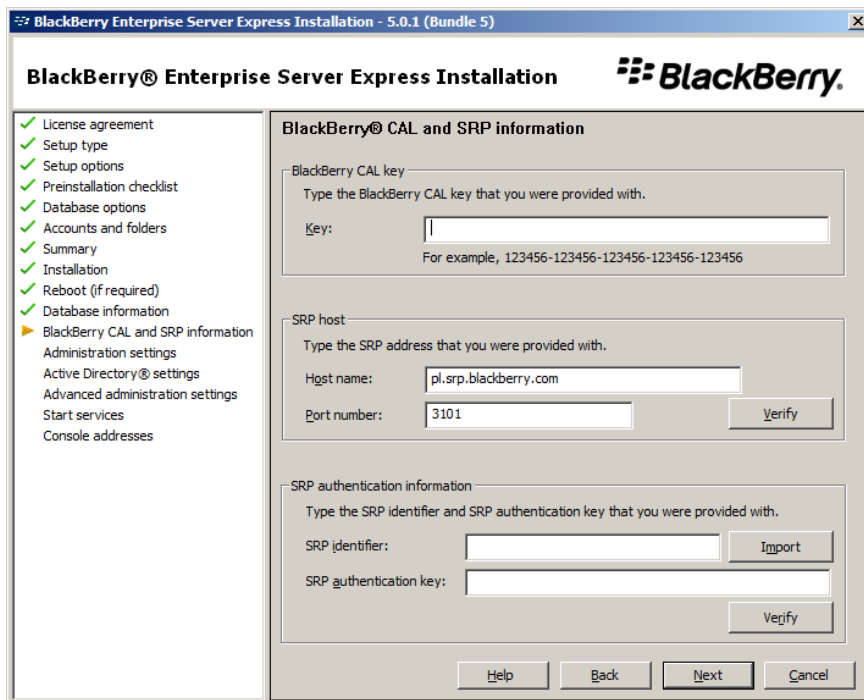 BlackBerry Enterprise Server Express Installation - 5.0.1 (Bundle 5)
BlackBerry® Enterprise Server Express Installation
BlackBerry.
License agreement
Setup type
Setup options
Preinstallation checklist
Database options
Accounts and folders
Summary
Installation
Reboot (if required)
Database information
BlackBerry CAL and SRP information
Administration settings
Active Directory® settings
Advanced administration settings
Start services
Console addresses
BlackBerry® CAL and SRP information
BlackBerry CAL key
Type the BlackBerry CAL key that you were provided with.
Key:
For example, 123456-123456-123456-123456-123456
SRP host
Type the SRP address that you were provided with.
Host name: pl.srp.blackberry.com
Port number: 3101 Verify
SRP authentication information
Type the SRP identifier and SRP authentication key that you were provided with.
SRP identifier: Import
SRP authentication key:
Verify
Help Back Next Cancel